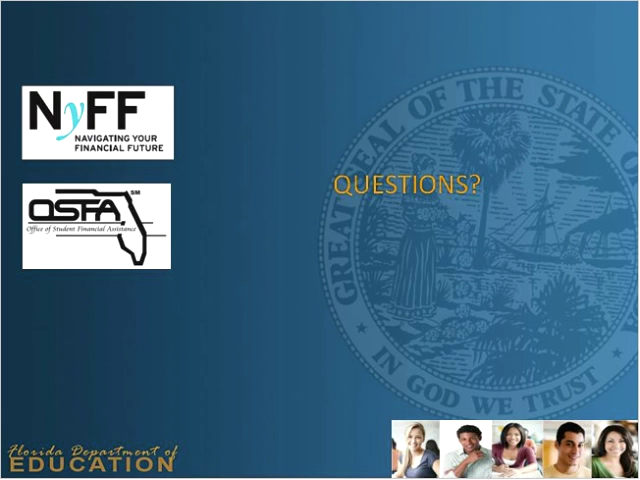 NyFF
NAVIGATING YOUR
FINANCIAL FUTURE
OSFA SM
Office of Student Financial Assistance
QUESTIONS?
GREAT SEAL OF THE STATE OF
IN GOD WE TRUST
Florida Department of
EDUCATION